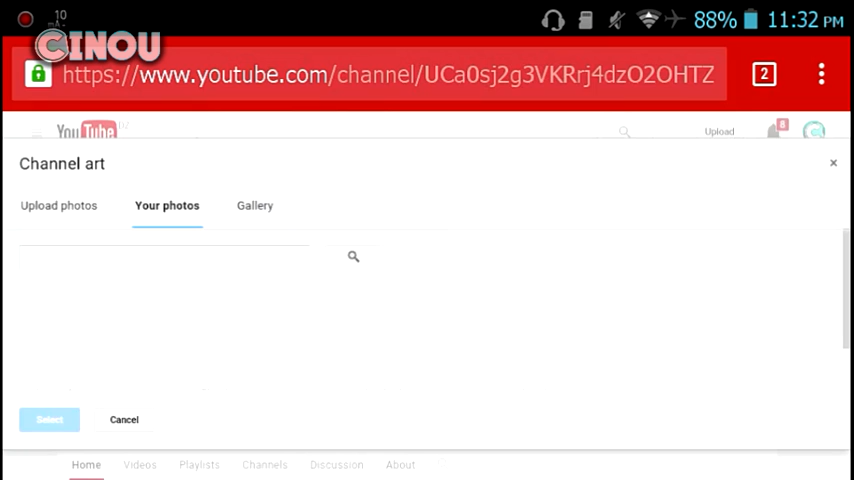 10
mA-
88% 11:32 PM
CINOU
https://www.youtube.com/channel/UCa0sj2g3VKRrj4dzO2OHTZ
2
YouTube
Upload
8
Channel art
×
Upload photos Your photos Gallery
Select Cancel
Home Videos Playlists Channels Discussion About